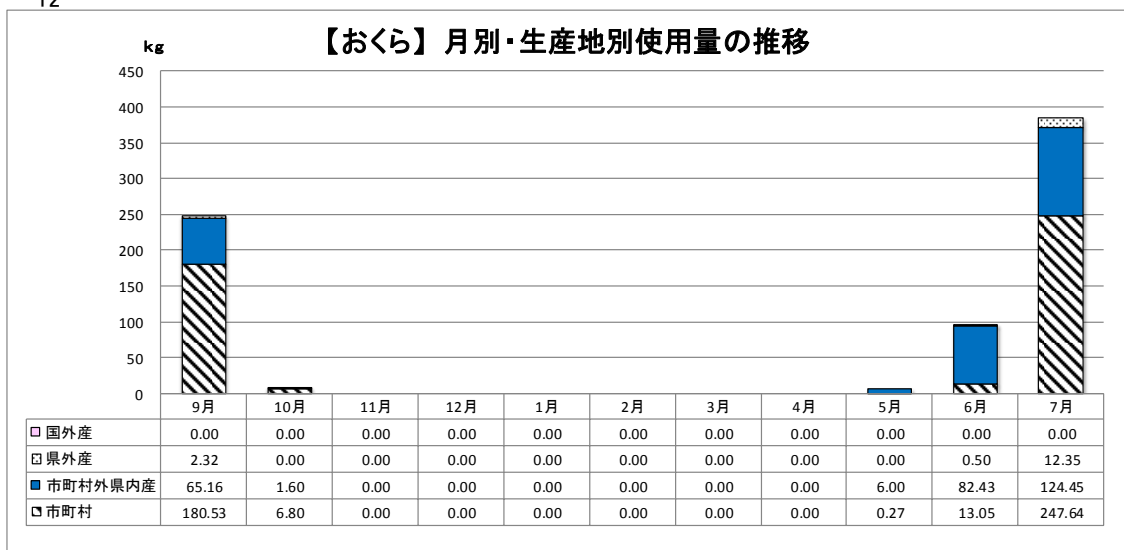 12
【おくら】 月別・生産地別使用量の推移
kg
450
400
350
300
250
200
150
100
50
0
9月 10月 11月 12月 1月 2月 3月 4月 5月 6月 7月
国外産 0.00 0.00 0.00 0.00 0.00 0.00 0.00 0.00 0.00 0.00 0.00
県外産 2.32 0.00 0.00 0.00 0.00 0.00 0.00 0.00 0.00 0.50 12.35
市町村外県内産 65.16 1.60 0.00 0.00 0.00 0.00 0.00 0.00 6.00 82.43 124.45
市町村 180.53 6.80 0.00 0.00 0.00 0.00 0.00 0.00 0.27 13.05 247.64